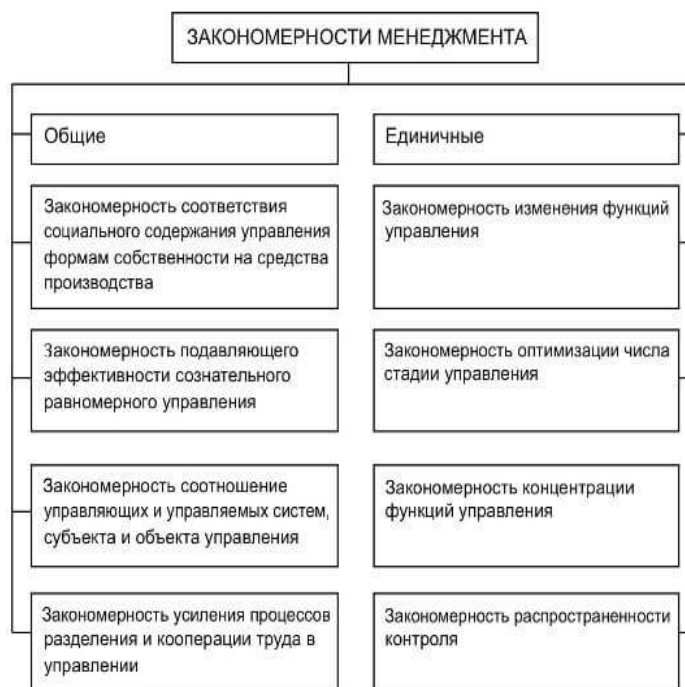 ЗАКОНОМЕРНОСТИ МЕНЕДЖМЕНТА
Общие
Закономерность соответствия
социального содержания управления
формам собственности на средства
производства
Закономерность подавляющего
эффективности сознательного
равномерного управления
Закономерность соотношение
управляющих и управляемых систем,
субъекта и объекта управления
Закономерность усиления процессов
разделения и кооперации труда в
управлении
Единичные
Закономерность изменения функций
управления
Закономерность оптимизации числа
стадии управления
Закономерность концентрации
функций управления
Закономерность распространенности
контроля